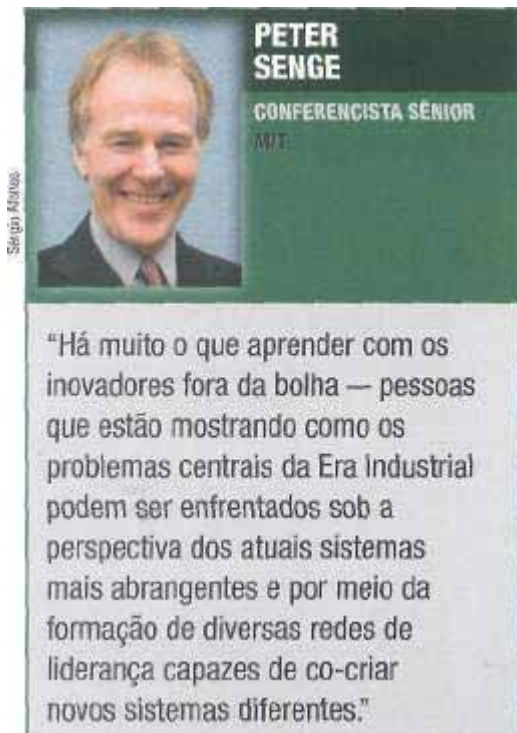 PETER
SENGE
CONFERENCISTA SÊNIOR
MIT
Sérgio Afonso
“Há muito o que aprender com os
inovadores fora da bolha — pessoas
que estão mostrando como os
problemas centrais da Era Industrial
podem ser enfrentados sob a
perspectiva dos atuais sistemas
mais abrangentes e por meio da
formação de diversas redes de
liderança capazes de co-criar
novos sistemas diferentes.”